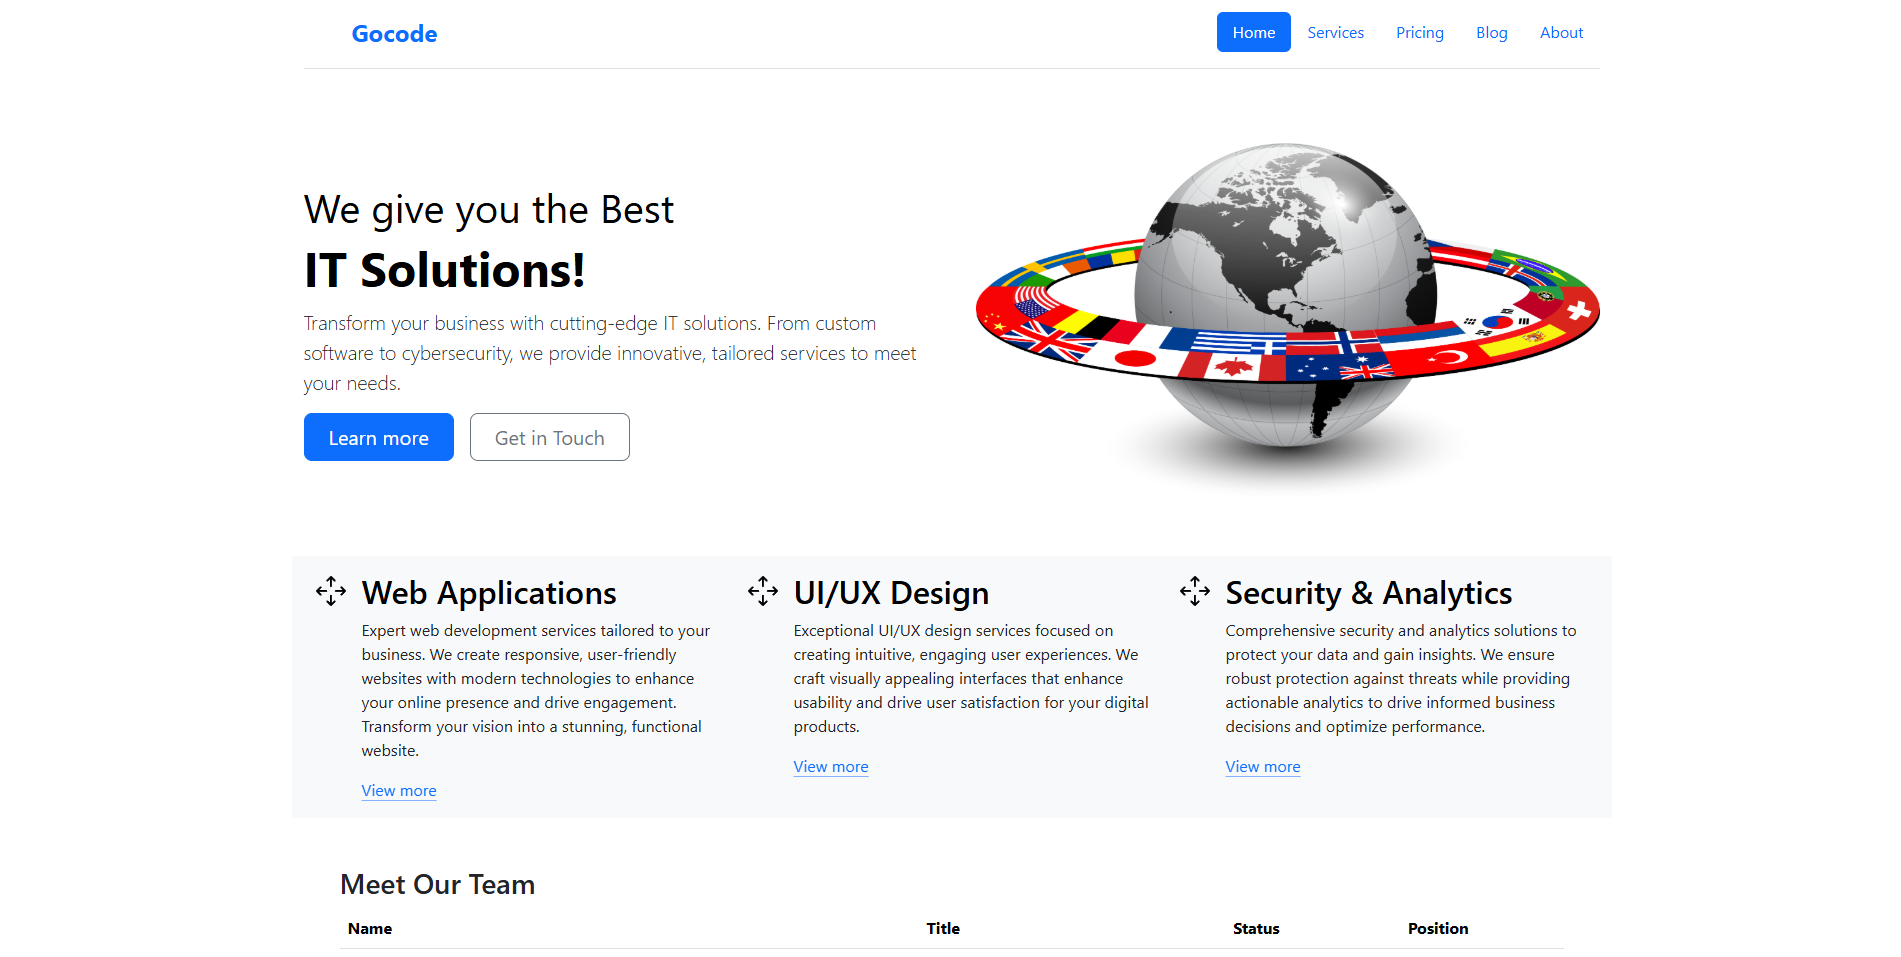 Gocode
Home Services Pricing Blog About
We give you the Best
IT Solutions!
Transform your business with cutting-edge IT solutions. From custom
software to cybersecurity, we provide innovative, tailored services to meet
your needs.
Learn more Get in Touch
Web Applications
Expert web development services tailored to your
business. We create responsive, user-friendly
websites with modern technologies to enhance
your online presence and drive engagement.
Transform your vision into a stunning, functional
website.
View more
UI/UX Design
Exceptional UI/UX design services focused on
creating intuitive, engaging user experiences. We
craft visually appealing interfaces that enhance
usability and drive user satisfaction for your digital
products.
View more
Security & Analytics
Comprehensive security and analytics solutions to
protect your data and gain insights. We ensure
robust protection against threats while providing
actionable analytics to drive informed business
decisions and optimize performance.
View more
Meet Our Team
Name Title Status Position